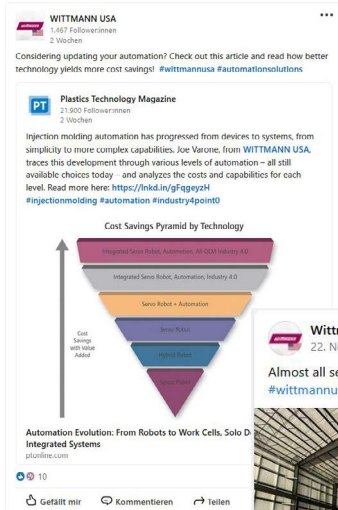 WITTMANN USA
1.467 Follower:innen
2 Wochen
Considering updating your automation? Check out this article and read how better
technology yields more cost savings! #wittmannusa #automationsolutions
PT
Plastics Technology Magazine
21.900 Follower:innen
2 Wochen
Injection molding automation has progressed from devices to systems, from
simplicity to more complex capabilities. Joe Varone, from WITTMANN USA,
traces this development through various levels of automation – all still
available choices today – and analyzes the costs and capabilities for each
level. Read more here: https://lnkd.in/gFqgeyzH
#injectionmolding #automation #industry4point0
Cost Savings Pyramid by Technology
Integrated Servo Robot, Automation, All OEM Industry 4.0
Integrated Servo Robot, Automation, Industry 4.0
Servo Robot + Automation
Servo Robot
Hybrid Robot
Cost
Savings
with Value
Added
Witt
22. N
Almost all se
#wittmannu
Automation Evolution: From Robots to Work Cells, Solo D
Integrated Systems
ptonline.com
10
Gefällt mir
Kommentieren
Teilen